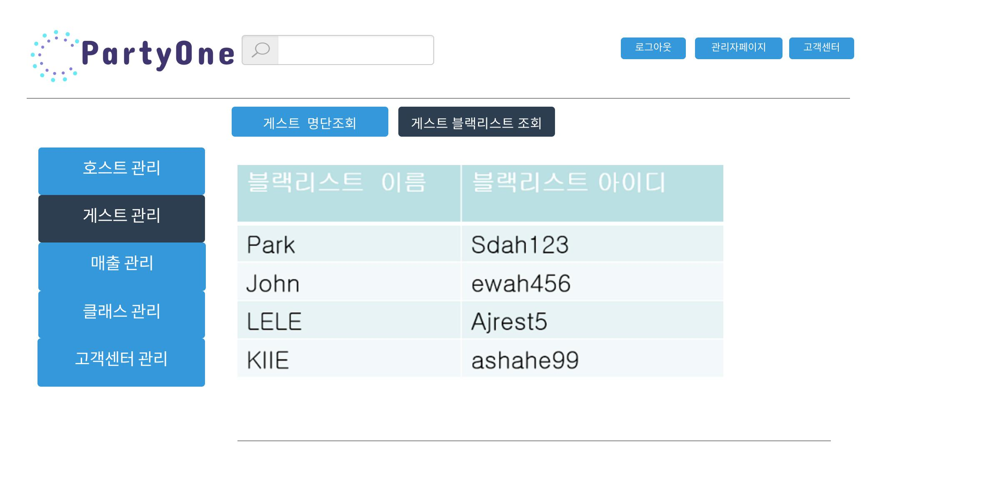 PartyOne
로그아웃 관리자페이지 고객센터
게스트 명단조회 게스트 블랙리스트 조회
호스트 관리
게스트 관리
매출 관리
클래스 관리
고객센터 관리
블랙리스트 이름 블랙리스트 아이디
Park Sdah123
John ewah456
LELE Ajrest5
KIIE ashahe99